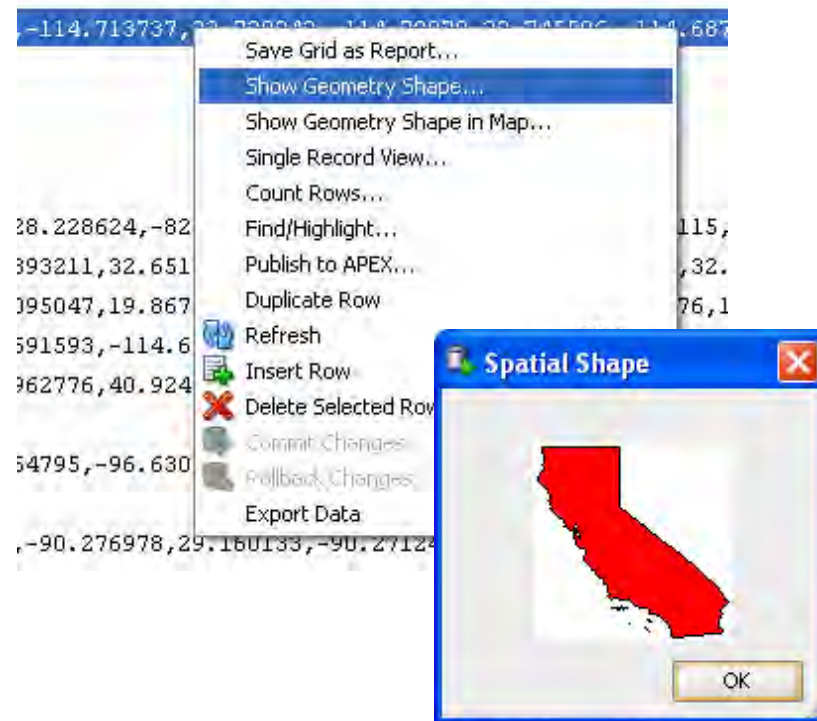 ,-114.713737, .687
Save Grid as Report...
Show Geometry Shape...
Show Geometry Shape in Map...
Single Record View...
Count Rows...
28.228624,-82 Find/Highlight... 115,
393211,32.651 Publish to APEX... ,32.
095047,19.867 Duplicate Row 76,1
591593,-114.6 Refresh
Insert Row
962776,40.924
Delete Selected Row
Commit Changes
54795,-96.630
Rollback Changes
Export Data
,-90.276978,29.160133,-90.27124
Spatial Shape
OK